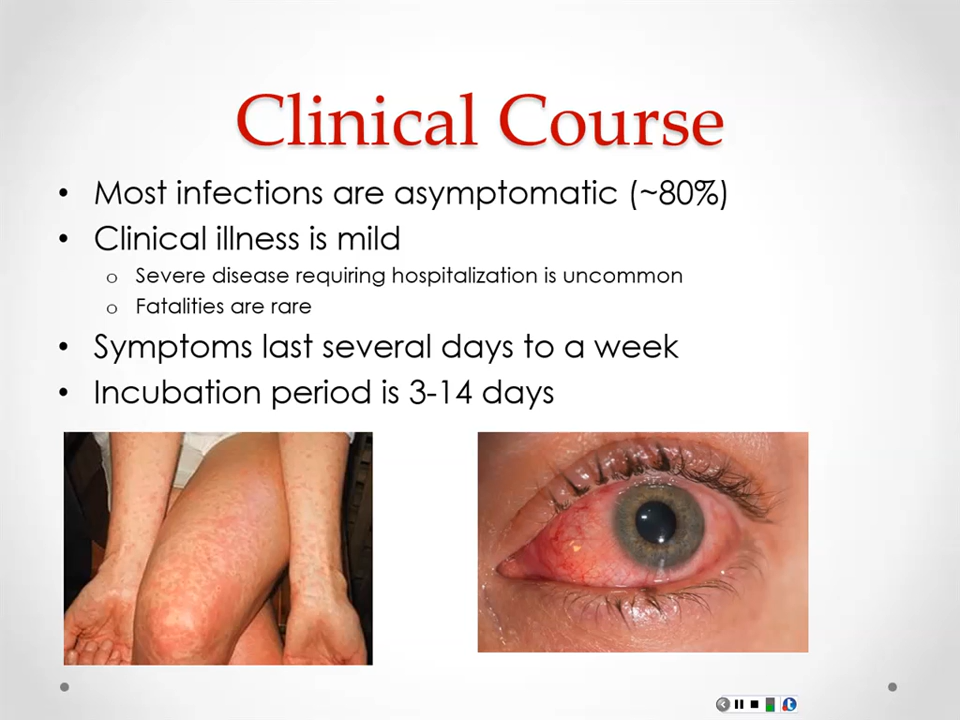 Clinical Course
• Most infections are asymptomatic (~80%)
• Clinical illness is mild
o Severe disease requiring hospitalization is uncommon
o Fatalities are rare
• Symptoms last several days to a week
• Incubation period is 3-14 days